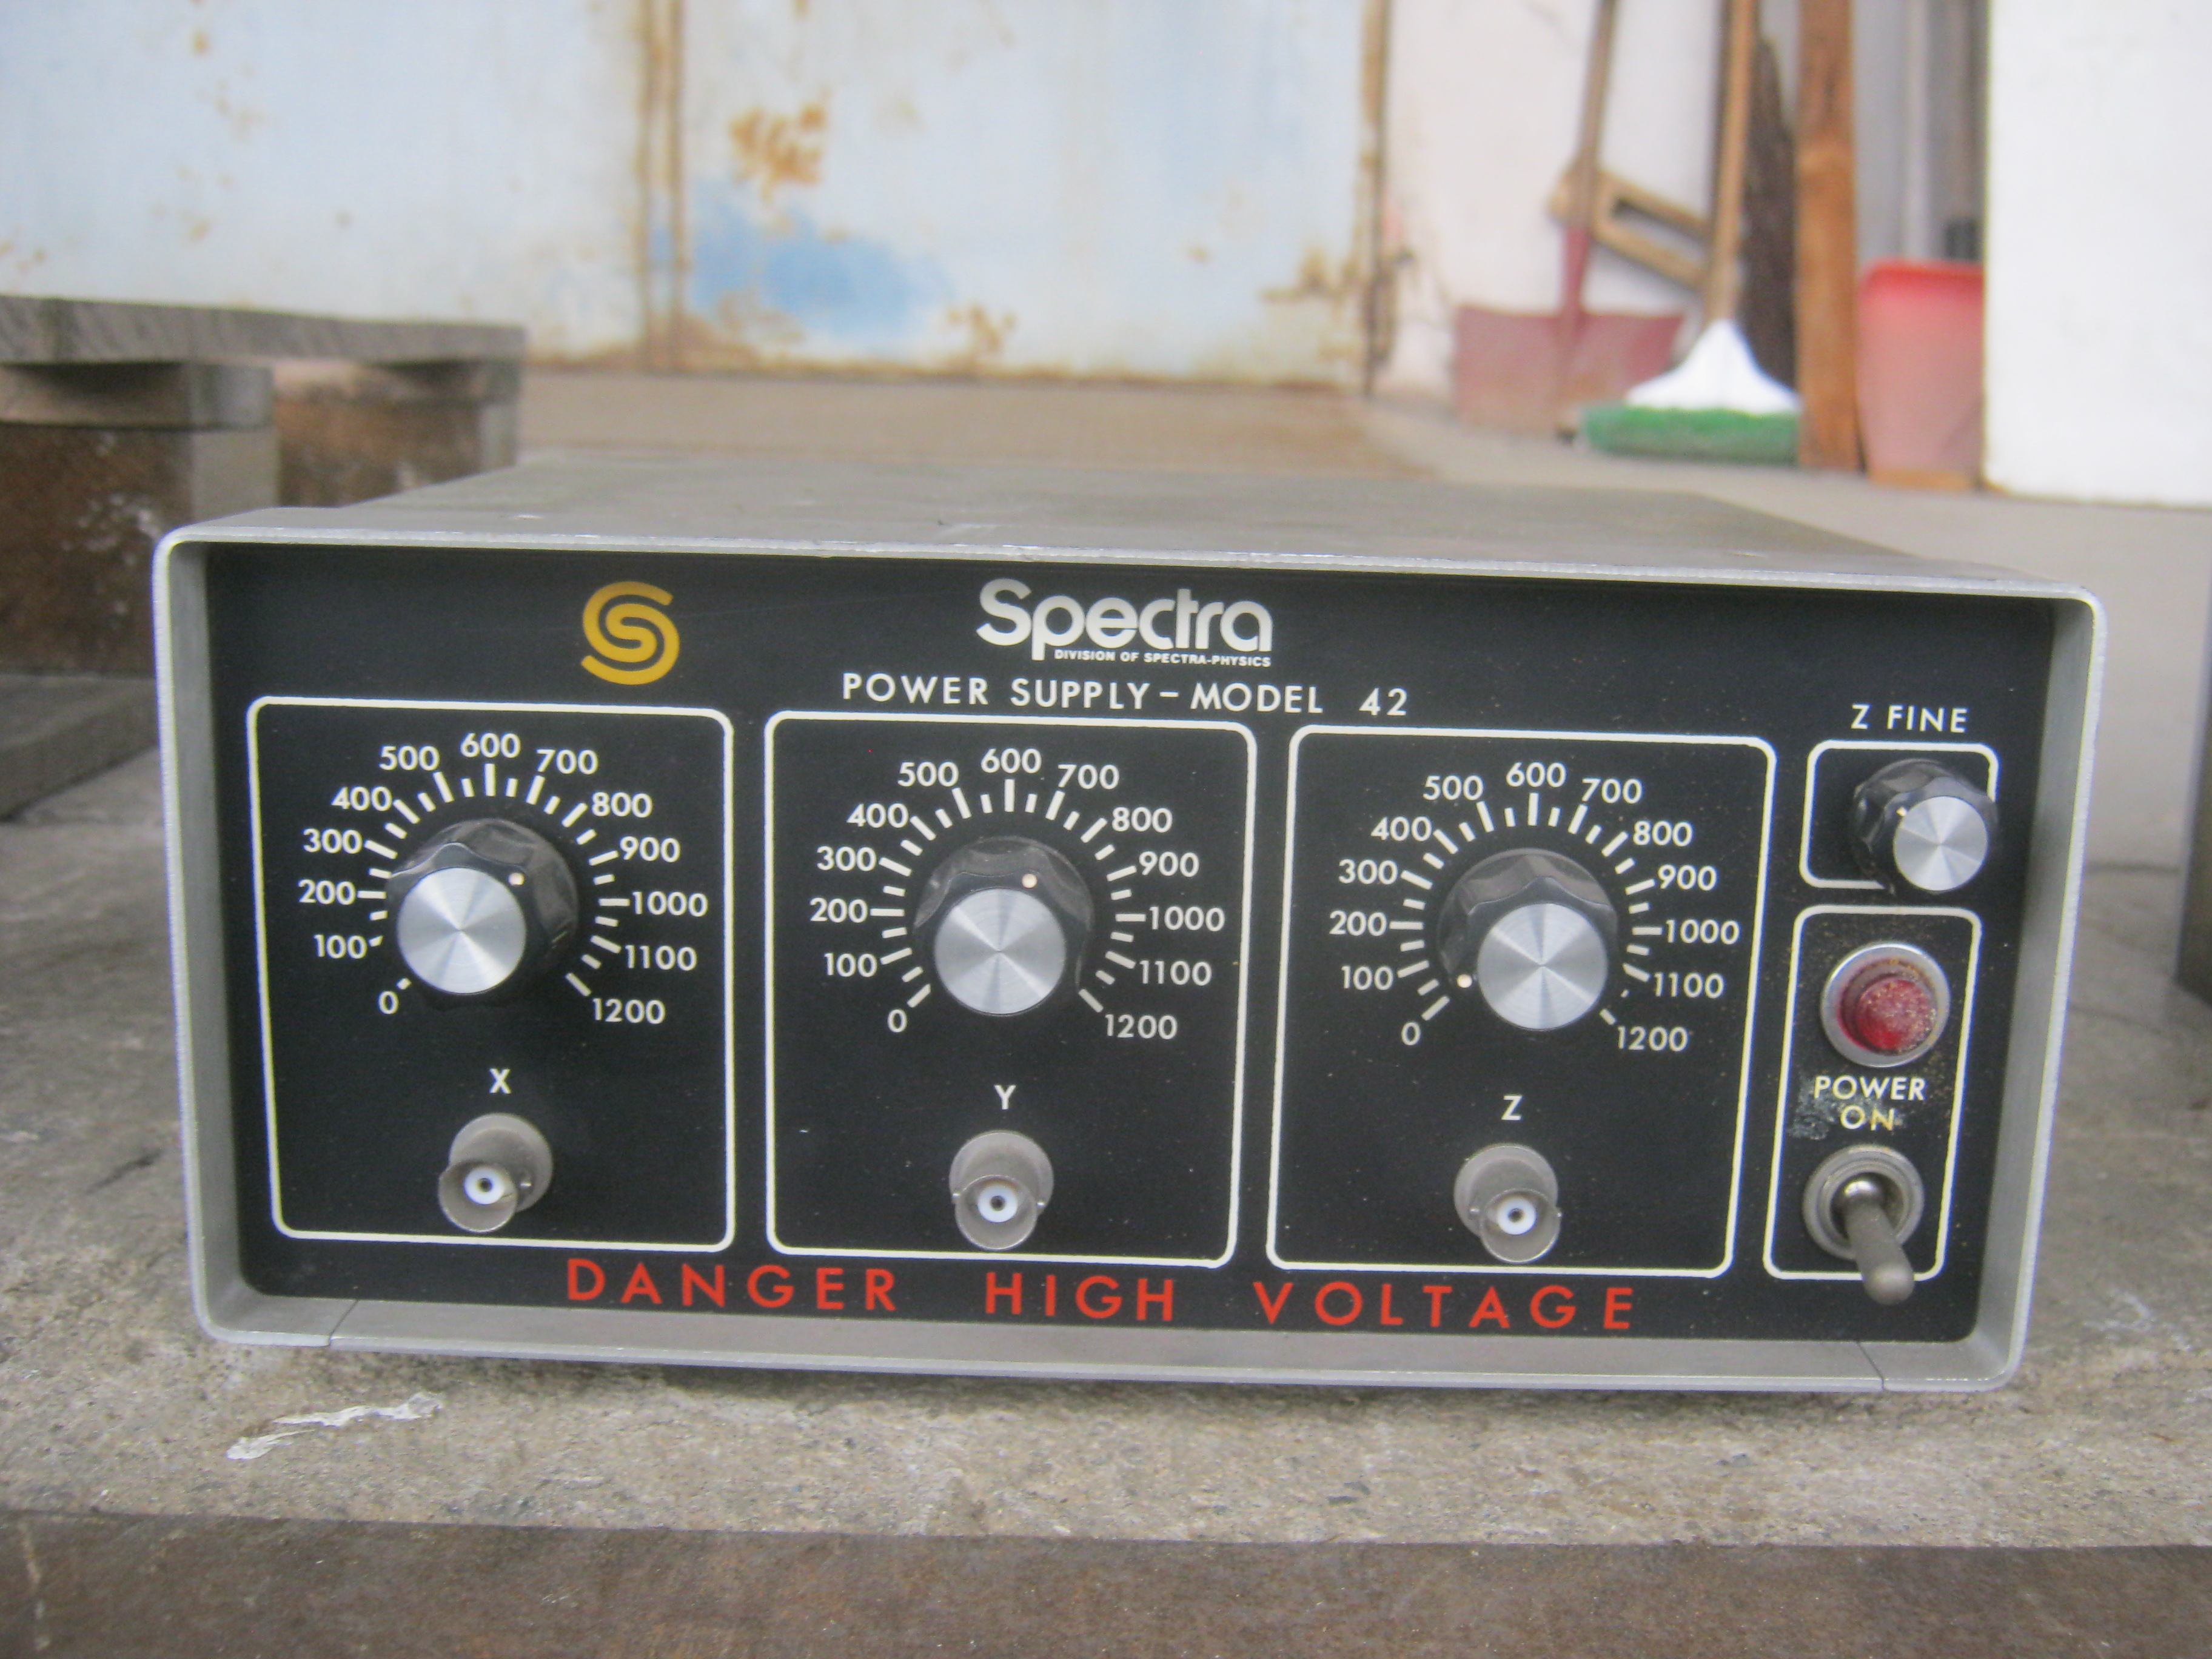 Spectra
DIVISION OF SPECTRA-PHYSICS
POWER SUPPLY - MODEL 42
0 100 200 300 400 500 600 700 800 900 1000 1100 1200
X
0 100 200 300 400 500 600 700 800 900 1000 1100 1200
Y
0 100 200 300 400 500 600 700 800 900 1000 1100 1200
Z
Z FINE
POWER
ON
DANGER HIGH VOLTAGE